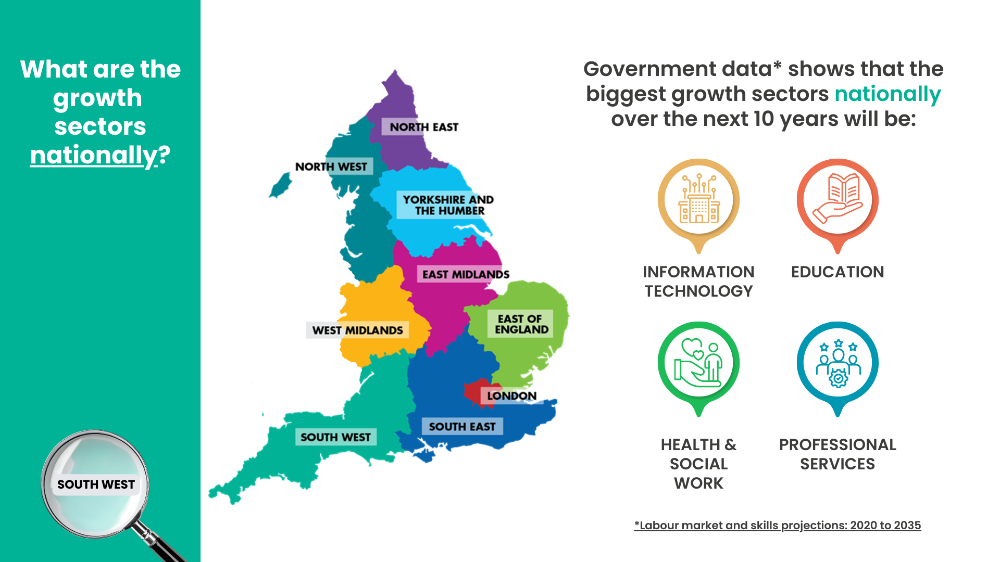 What are the
growth
sectors
nationally?
SOUTH WEST
NORTH EAST
NORTH WEST
YORKSHIRE AND
THE HUMBER
EAST MIDLANDS
EAST OF
ENGLAND
WEST MIDLANDS
LONDON
SOUTH EAST
SOUTH WEST
Government data* shows that the
biggest growth sectors nationally
over the next 10 years will be:
INFORMATION
TECHNOLOGY
EDUCATION
HEALTH &
SOCIAL
WORK
PROFESSIONAL
SERVICES
*Labour market and skills projections: 2020 to 2035